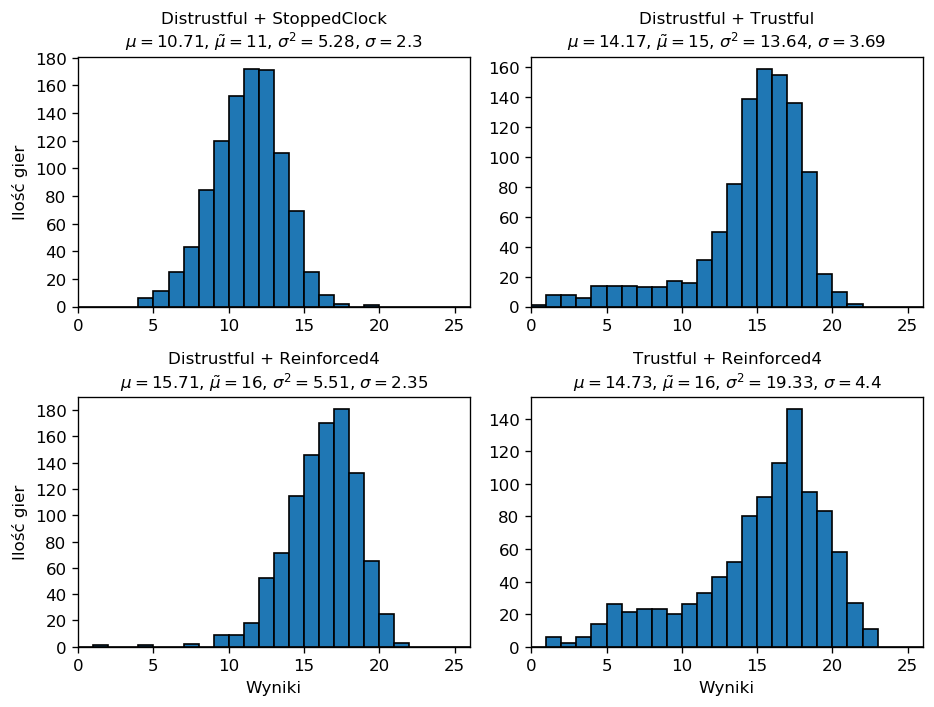 Distrustful + StoppedClock
μ = 10.71, μ̃ = 11, σ² = 5.28, σ = 2.3
Ilość gier
180
160
140
120
100
80
60
40
20
0
0 5 10 15 20 25
Distrustful + Trustful
μ = 14.17, μ̃ = 15, σ² = 13.64, σ = 3.69
160
140
120
100
80
60
40
20
0
0 5 10 15 20 25
Distrustful + Reinforced4
μ = 15.71, μ̃ = 16, σ² = 5.51, σ = 2.35
Ilość gier
180
160
140
120
100
80
60
40
20
0
0 5 10 15 20 25
Wyniki
Trustful + Reinforced4
μ = 14.73, μ̃ = 16, σ² = 19.33, σ = 4.4
140
120
100
80
60
40
20
0
0 5 10 15 20 25
Wyniki